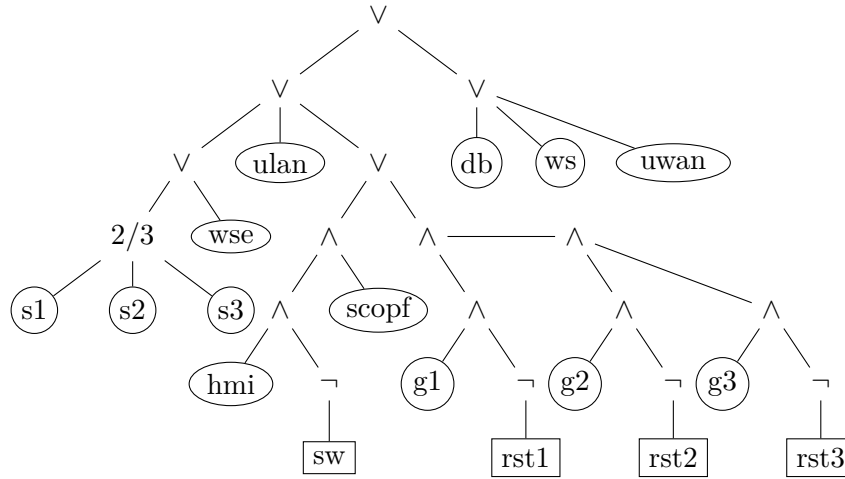 ∨
∨ ∨
∨ ulan ∨ db ws uwan
2/3 wse ∧ ∧ ∧
s1 s2 s3 ∧ scopf ∧ ∧ ∧
hmi ¬ g1 ¬ g2 ¬ g3 ¬
sw rst1 rst2 rst3